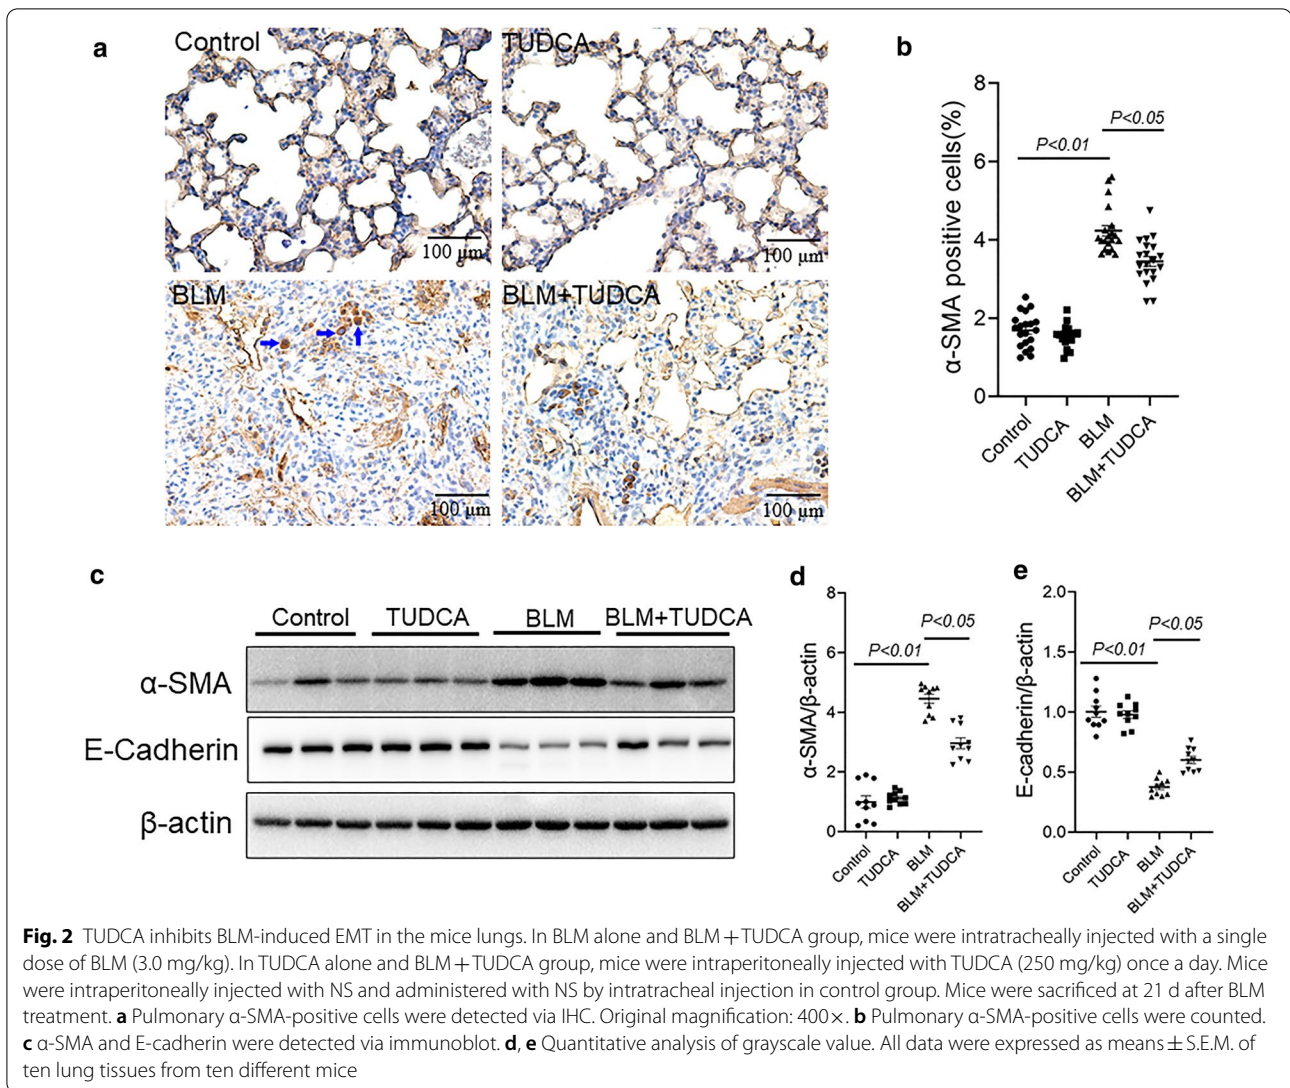 a
Control
100 µm
TUDCA
100 µm
BLM
100 µm
BLM+TUDCA
100 µm
b
α-SMA positive cells(%)
8
6
4
2
0
P<0.01
P<0.05
Control
TUDCA
BLM
BLM+TUDCA
c
Control
TUDCA
BLM
BLM+TUDCA
α-SMA
E-Cadherin
β-actin
d
α-SMA/β-actin
8
6
4
2
0
P<0.01
P<0.05
Control
TUDCA
BLM
BLM+TUDCA
e
E-cadherin/β-actin
2.0
1.5
1.0
0.5
0.0
P<0.01
P<0.05
Control
TUDCA
BLM
BLM+TUDCA
Fig. 2 TUDCA inhibits BLM-induced EMT in the mice lungs. In BLM alone and BLM + TUDCA group, mice were intratracheally injected with a single
dose of BLM (3.0 mg/kg). In TUDCA alone and BLM + TUDCA group, mice were intraperitoneally injected with TUDCA (250 mg/kg) once a day. Mice
were intraperitoneally injected with NS and administered with NS by intratracheal injection in control group. Mice were sacrificed at 21 d after BLM
treatment. a Pulmonary α-SMA-positive cells were detected via IHC. Original magnification: 400×. b Pulmonary α-SMA-positive cells were counted.
c α-SMA and E-cadherin were detected via immunoblot. d, e Quantitative analysis of grayscale value. All data were expressed as means ± S.E.M. of
ten lung tissues from ten different mice